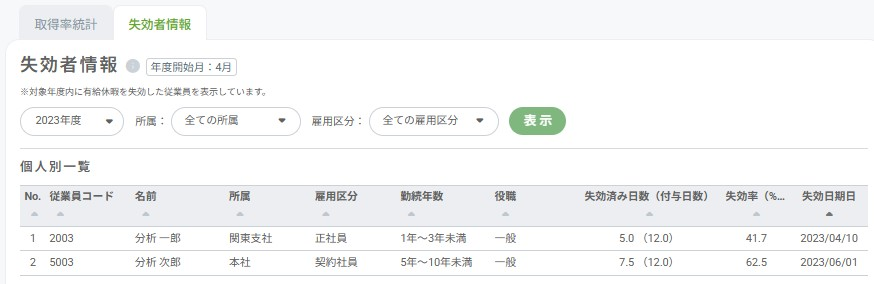 取得率統計 失効者情報
失効者情報 年度開始月：4月
※対象年度内に有給休暇を失効した従業員を表示しています。
2023年度 所属： 全ての所属 雇用区分： 全ての雇用区分 表示
個人別一覧
No. 従業員コード 名前 所属 雇用区分 勤続年数 役職 失効済み日数（付与日数） 失効率（%... 失効日期日
1 2003 分析 一郎 関東支社 正社員 1年～3年未満 一般 5.0 （12.0） 41.7 2023/04/10
2 5003 分析 次郎 本社 契約社員 5年～10年未満 一般 7.5 （12.0） 62.5 2023/06/01